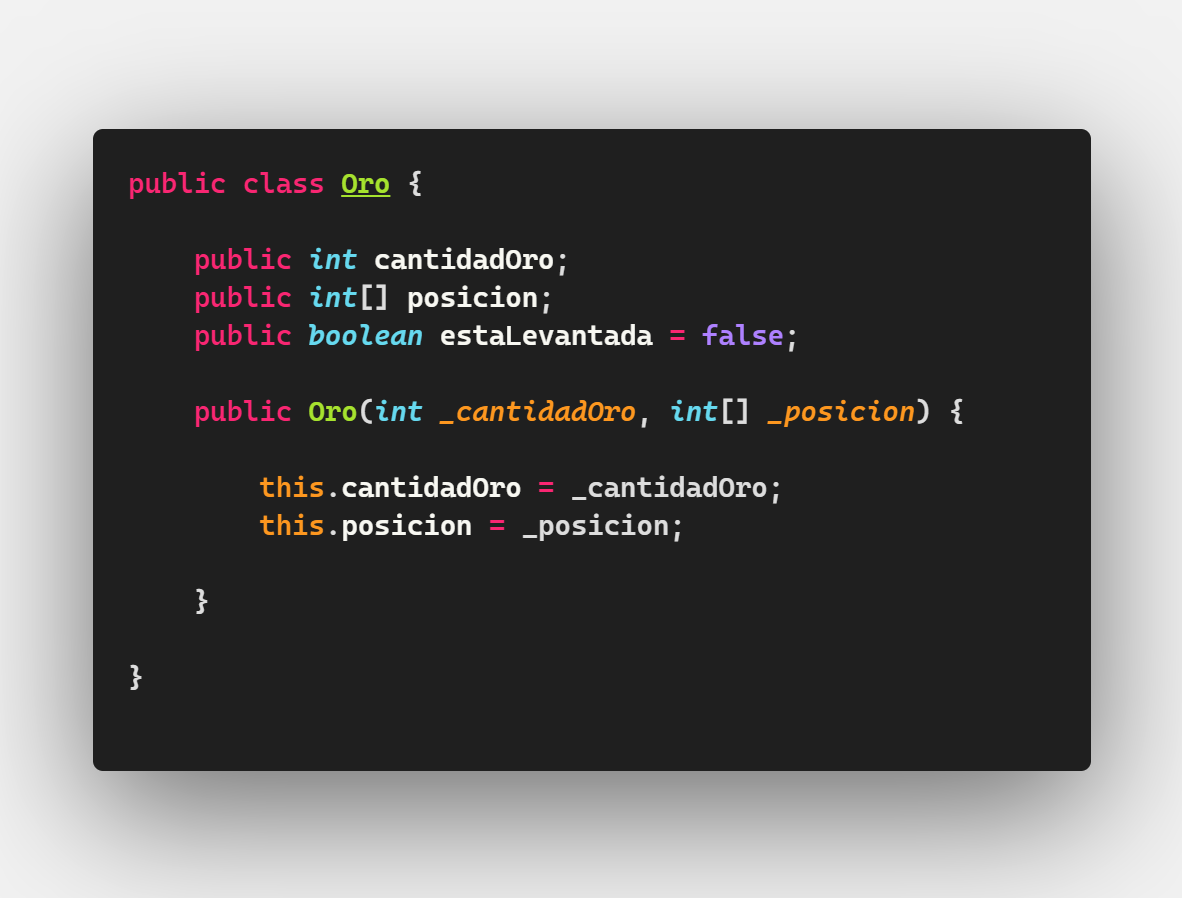 public class Oro {
public int cantidadOro;
public int[] posicion;
public boolean estaLevantada = false;
public Oro(int _cantidadOro, int[] _posicion) {
this.cantidadOro = _cantidadOro;
this.posicion = _posicion;
}
}